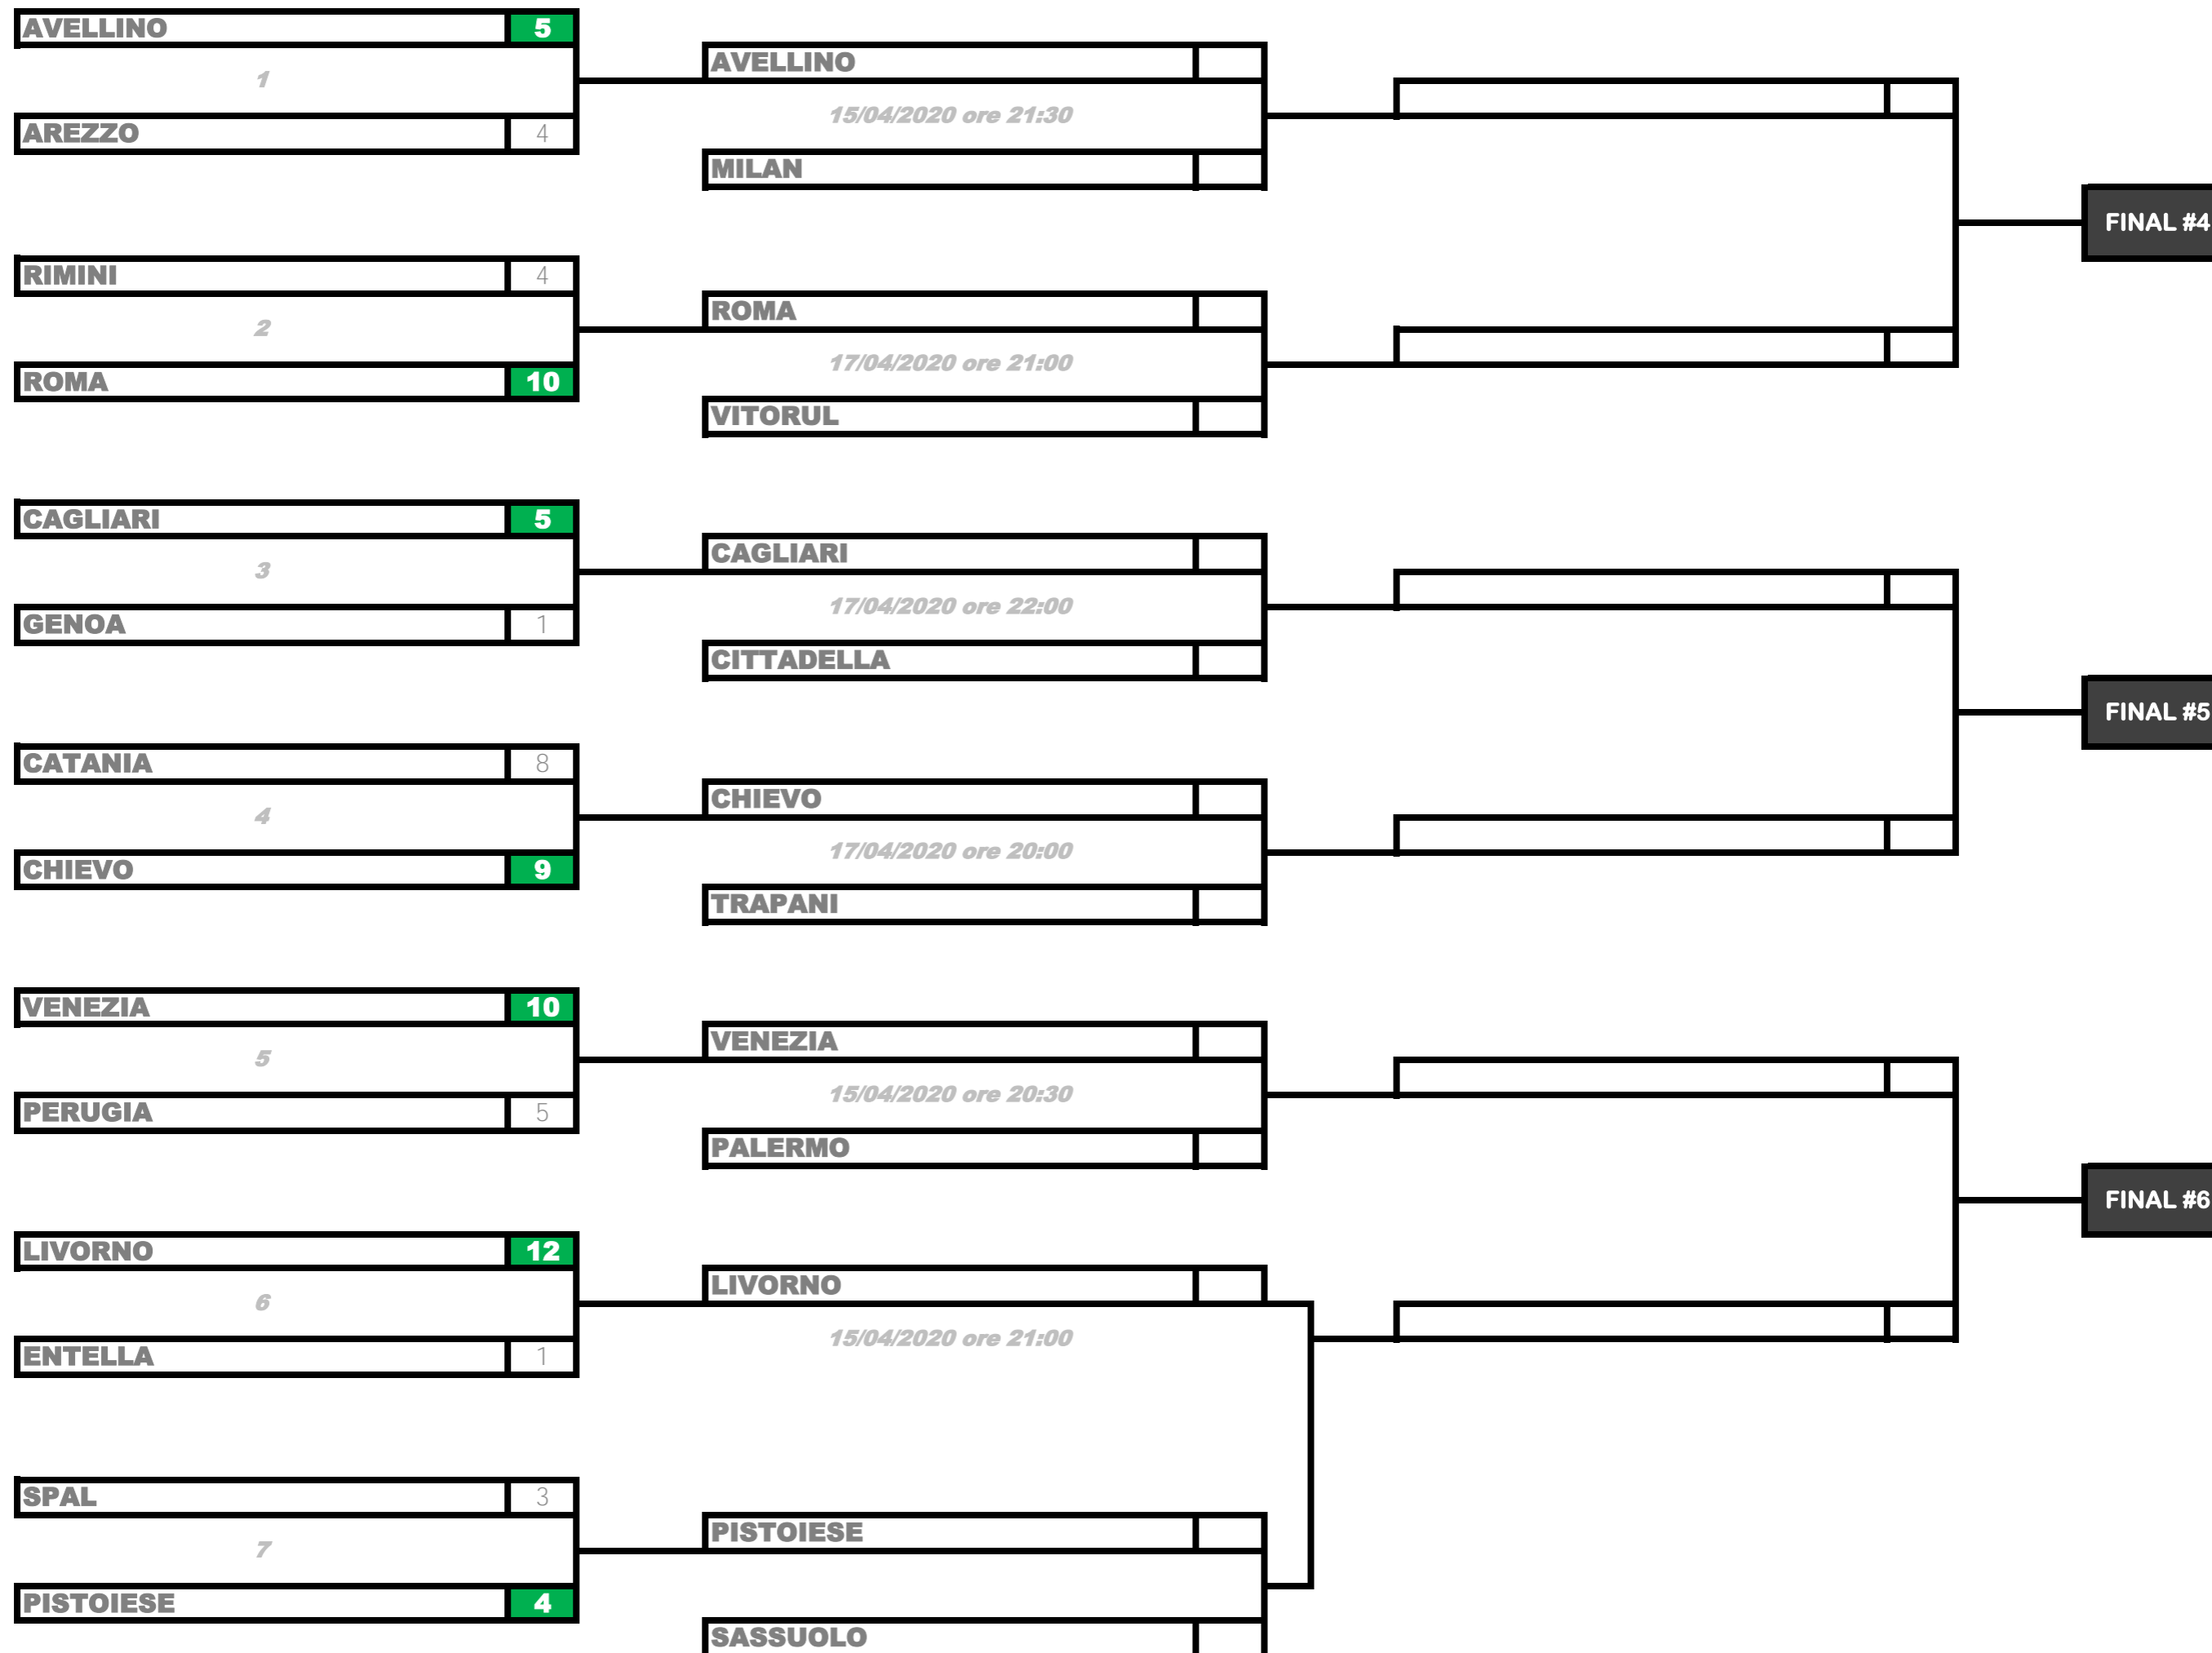 AVELLINO 5
1
AREZZO 4
AVELLINO
15/04/2020 ore 21:30
MILAN
FINAL #4
RIMINI 4
2
ROMA 10
ROMA
17/04/2020 ore 21:00
VITORUL
CAGLIARI 5
3
GENOA 1
CAGLIARI
17/04/2020 ore 22:00
CITTADELLA
FINAL #5
CATANIA 8
4
CHIEVO 9
CHIEVO
17/04/2020 ore 20:00
TRAPANI
VENEZIA 10
5
PERUGIA 5
VENEZIA
15/04/2020 ore 20:30
PALERMO
FINAL #6
LIVORNO 12
6
ENTELLA 1
LIVORNO
15/04/2020 ore 21:00
SPAL 3
7
PISTOIESE 4
PISTOIESE
SASSUOLO